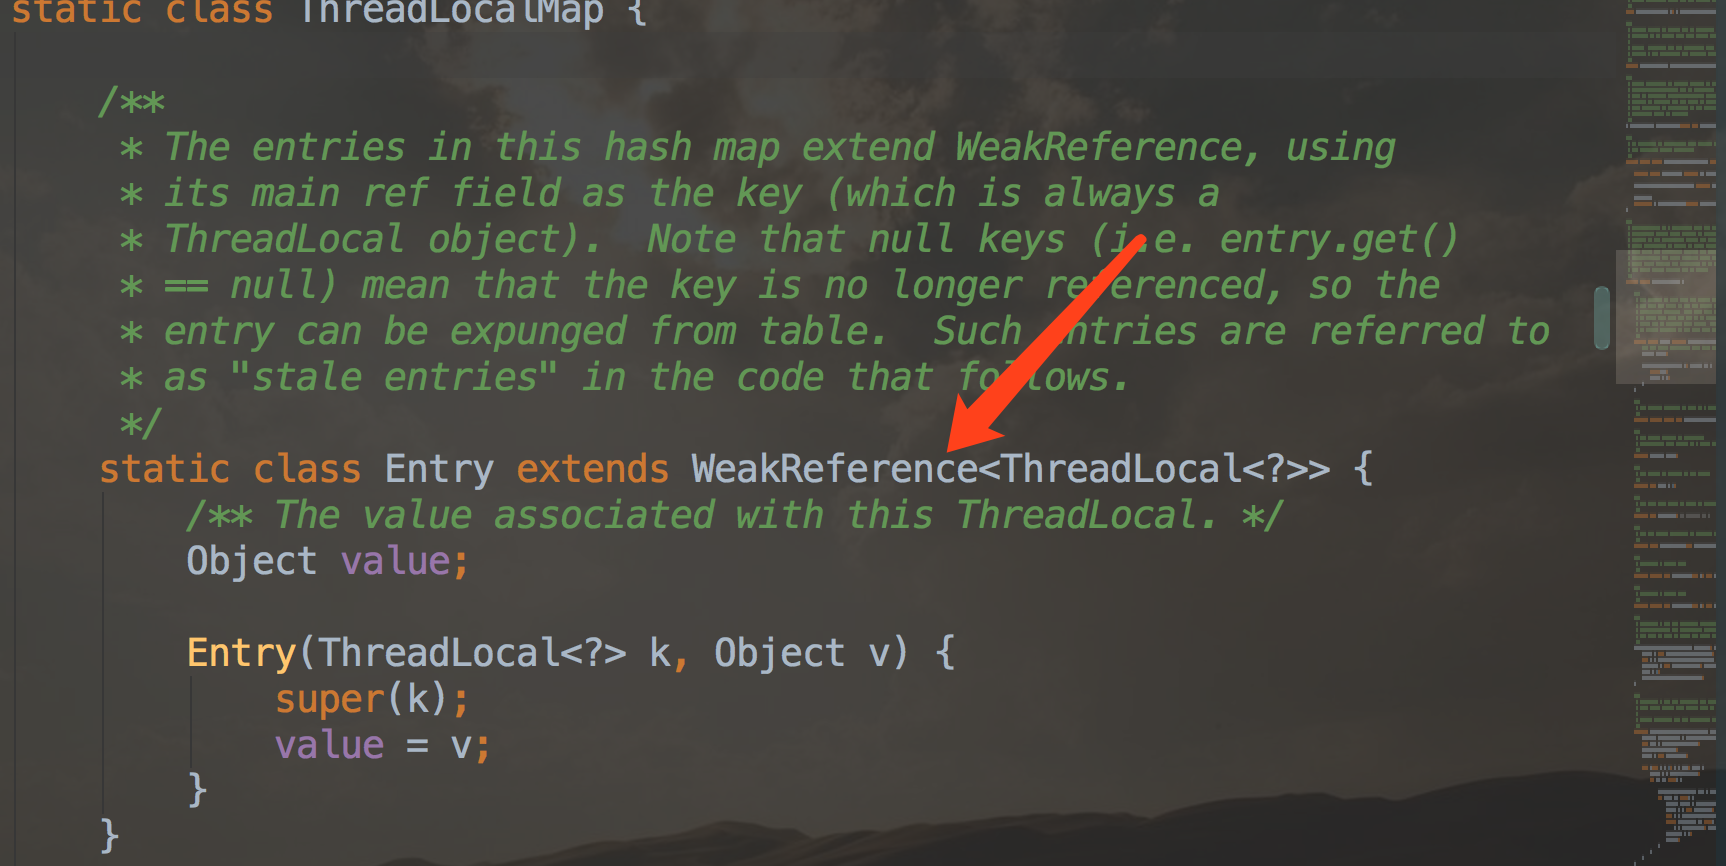 static class ThreadLocalMap {
/**
* The entries in this hash map extend WeakReference, using
* its main ref field as the key (which is always a
* ThreadLocal object).  Note that null keys (i.e. entry.get()
* == null) mean that the key is no longer referenced, so the
* entry can be expunged from table.  Such entries are referred to
* as "stale entries" in the code that follows.
*/
static class Entry extends WeakReference<ThreadLocal<?>> {
/** The value associated with this ThreadLocal. */
Object value;
Entry(ThreadLocal<?> k, Object v) {
super(k);
value = v;
}
}